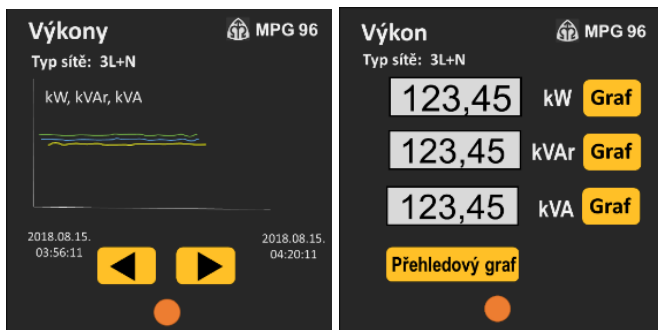 Výkony MPG 96
Typ sítě: 3L+N
kW, kVAr, kVA
2018.08.15.
03:56:11
2018.08.15.
04:20:11
Výkon MPG 96
Typ sítě: 3L+N
123,45 kW Graf
123,45 kVAr Graf
123,45 kVA Graf
Přehledový graf